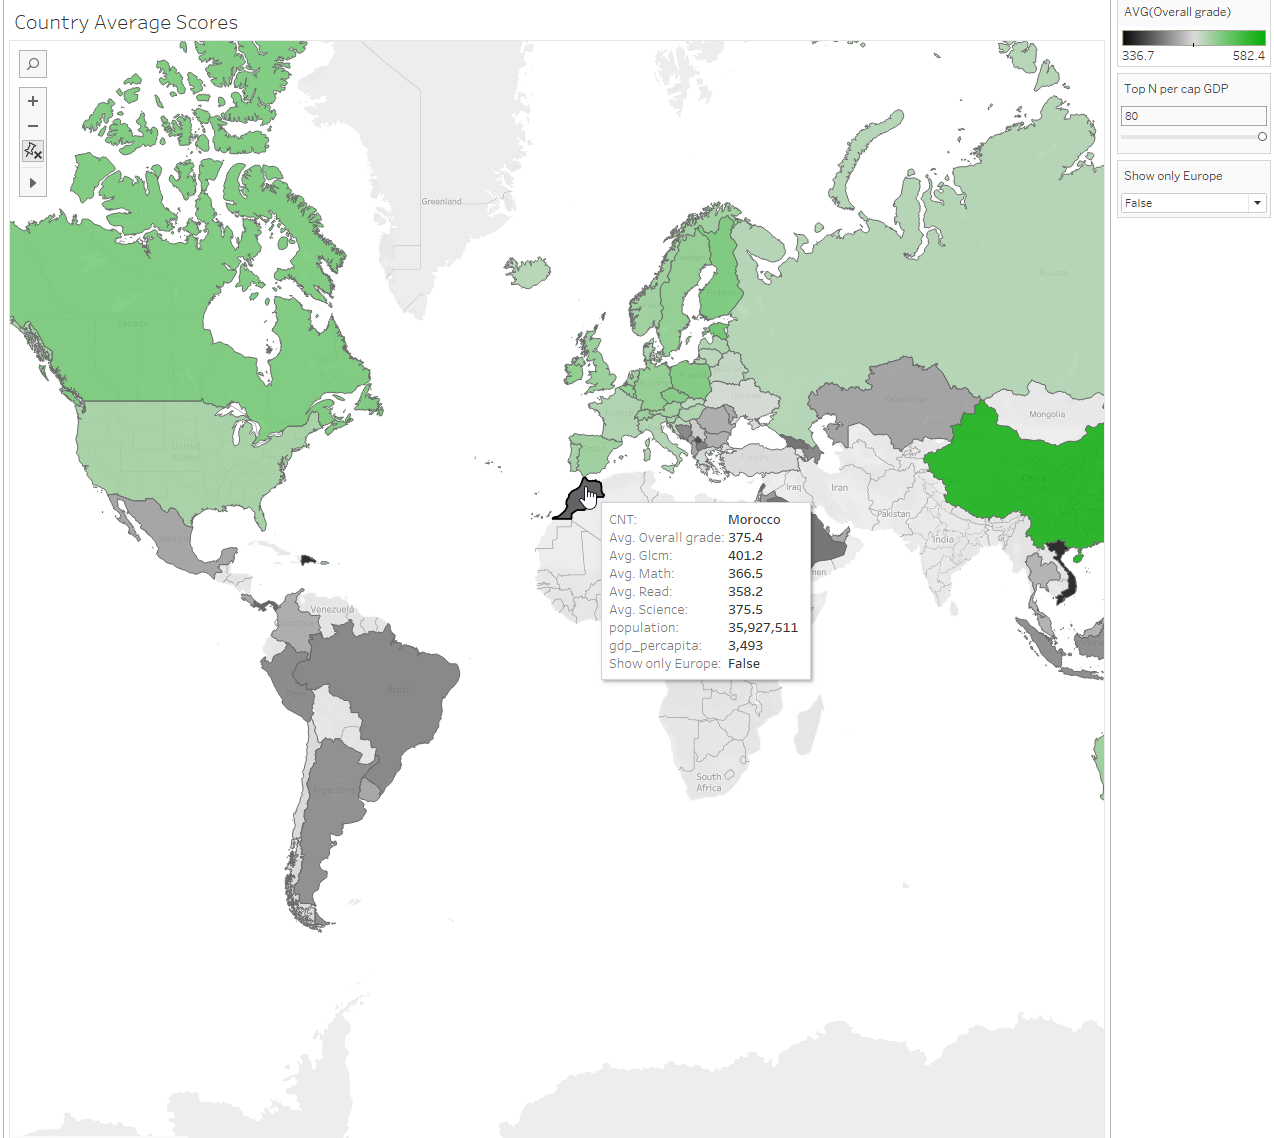 Country Average Scores
AVG(Overall grade)
336.7
582.4
Top N per cap GDP
80
Show only Europe
False
Greenland
Canada
United
States
Mexico
Venezuela
Colombia
Peru
Brazil
Argentina
Finland
Poland
France
Ukraine
Turkey
Russia
Kazakhstan
Mongolia
China
Iraq
Iran
Pakistan
India
men
South
Africa
CNT: Morocco
Avg. Overall grade: 375.4
Avg. Glcm: 401.2
Avg. Math: 366.5
Avg. Read: 358.2
Avg. Science: 375.5
population: 35,927,511
gdp_percapita: 3,493
Show only Europe: False